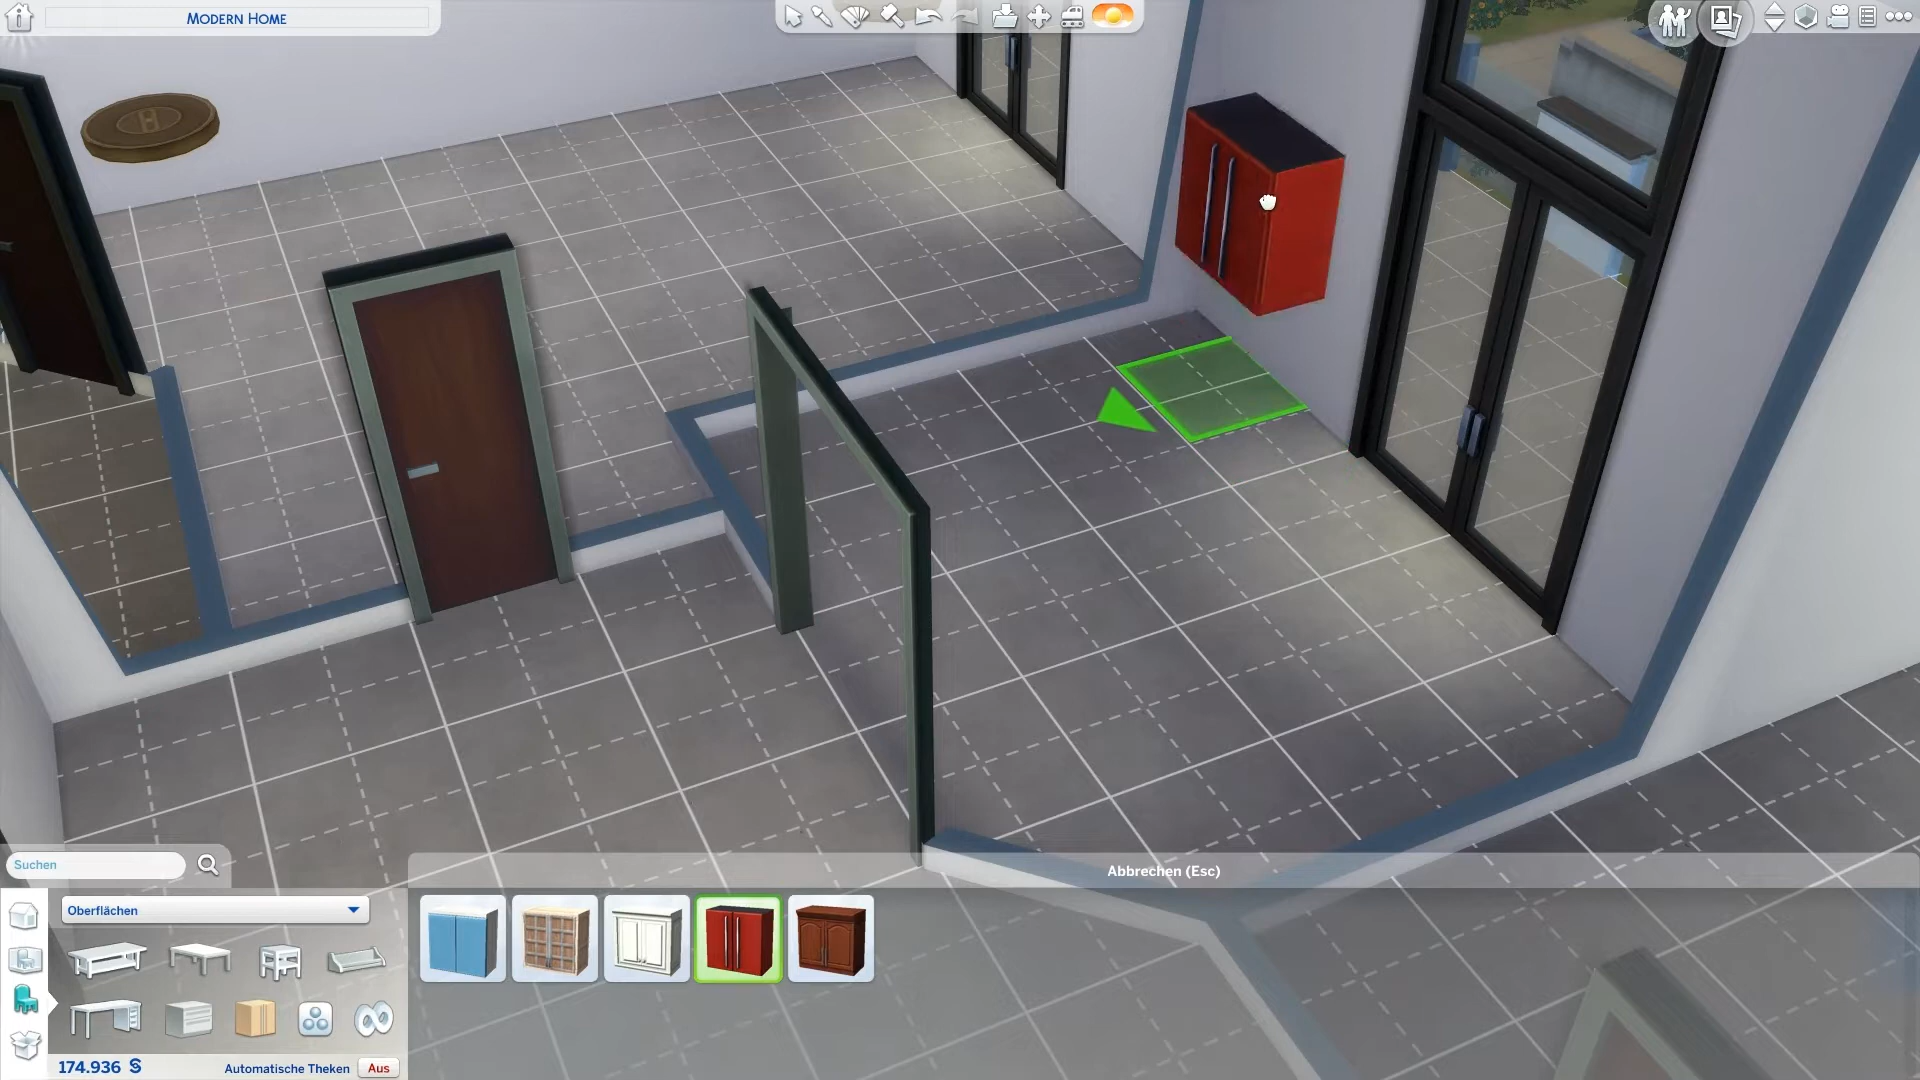 Modern Home
Suchen
Abbrechen (Esc)
Oberflächen
174.936 §
Automatische Theken Aus